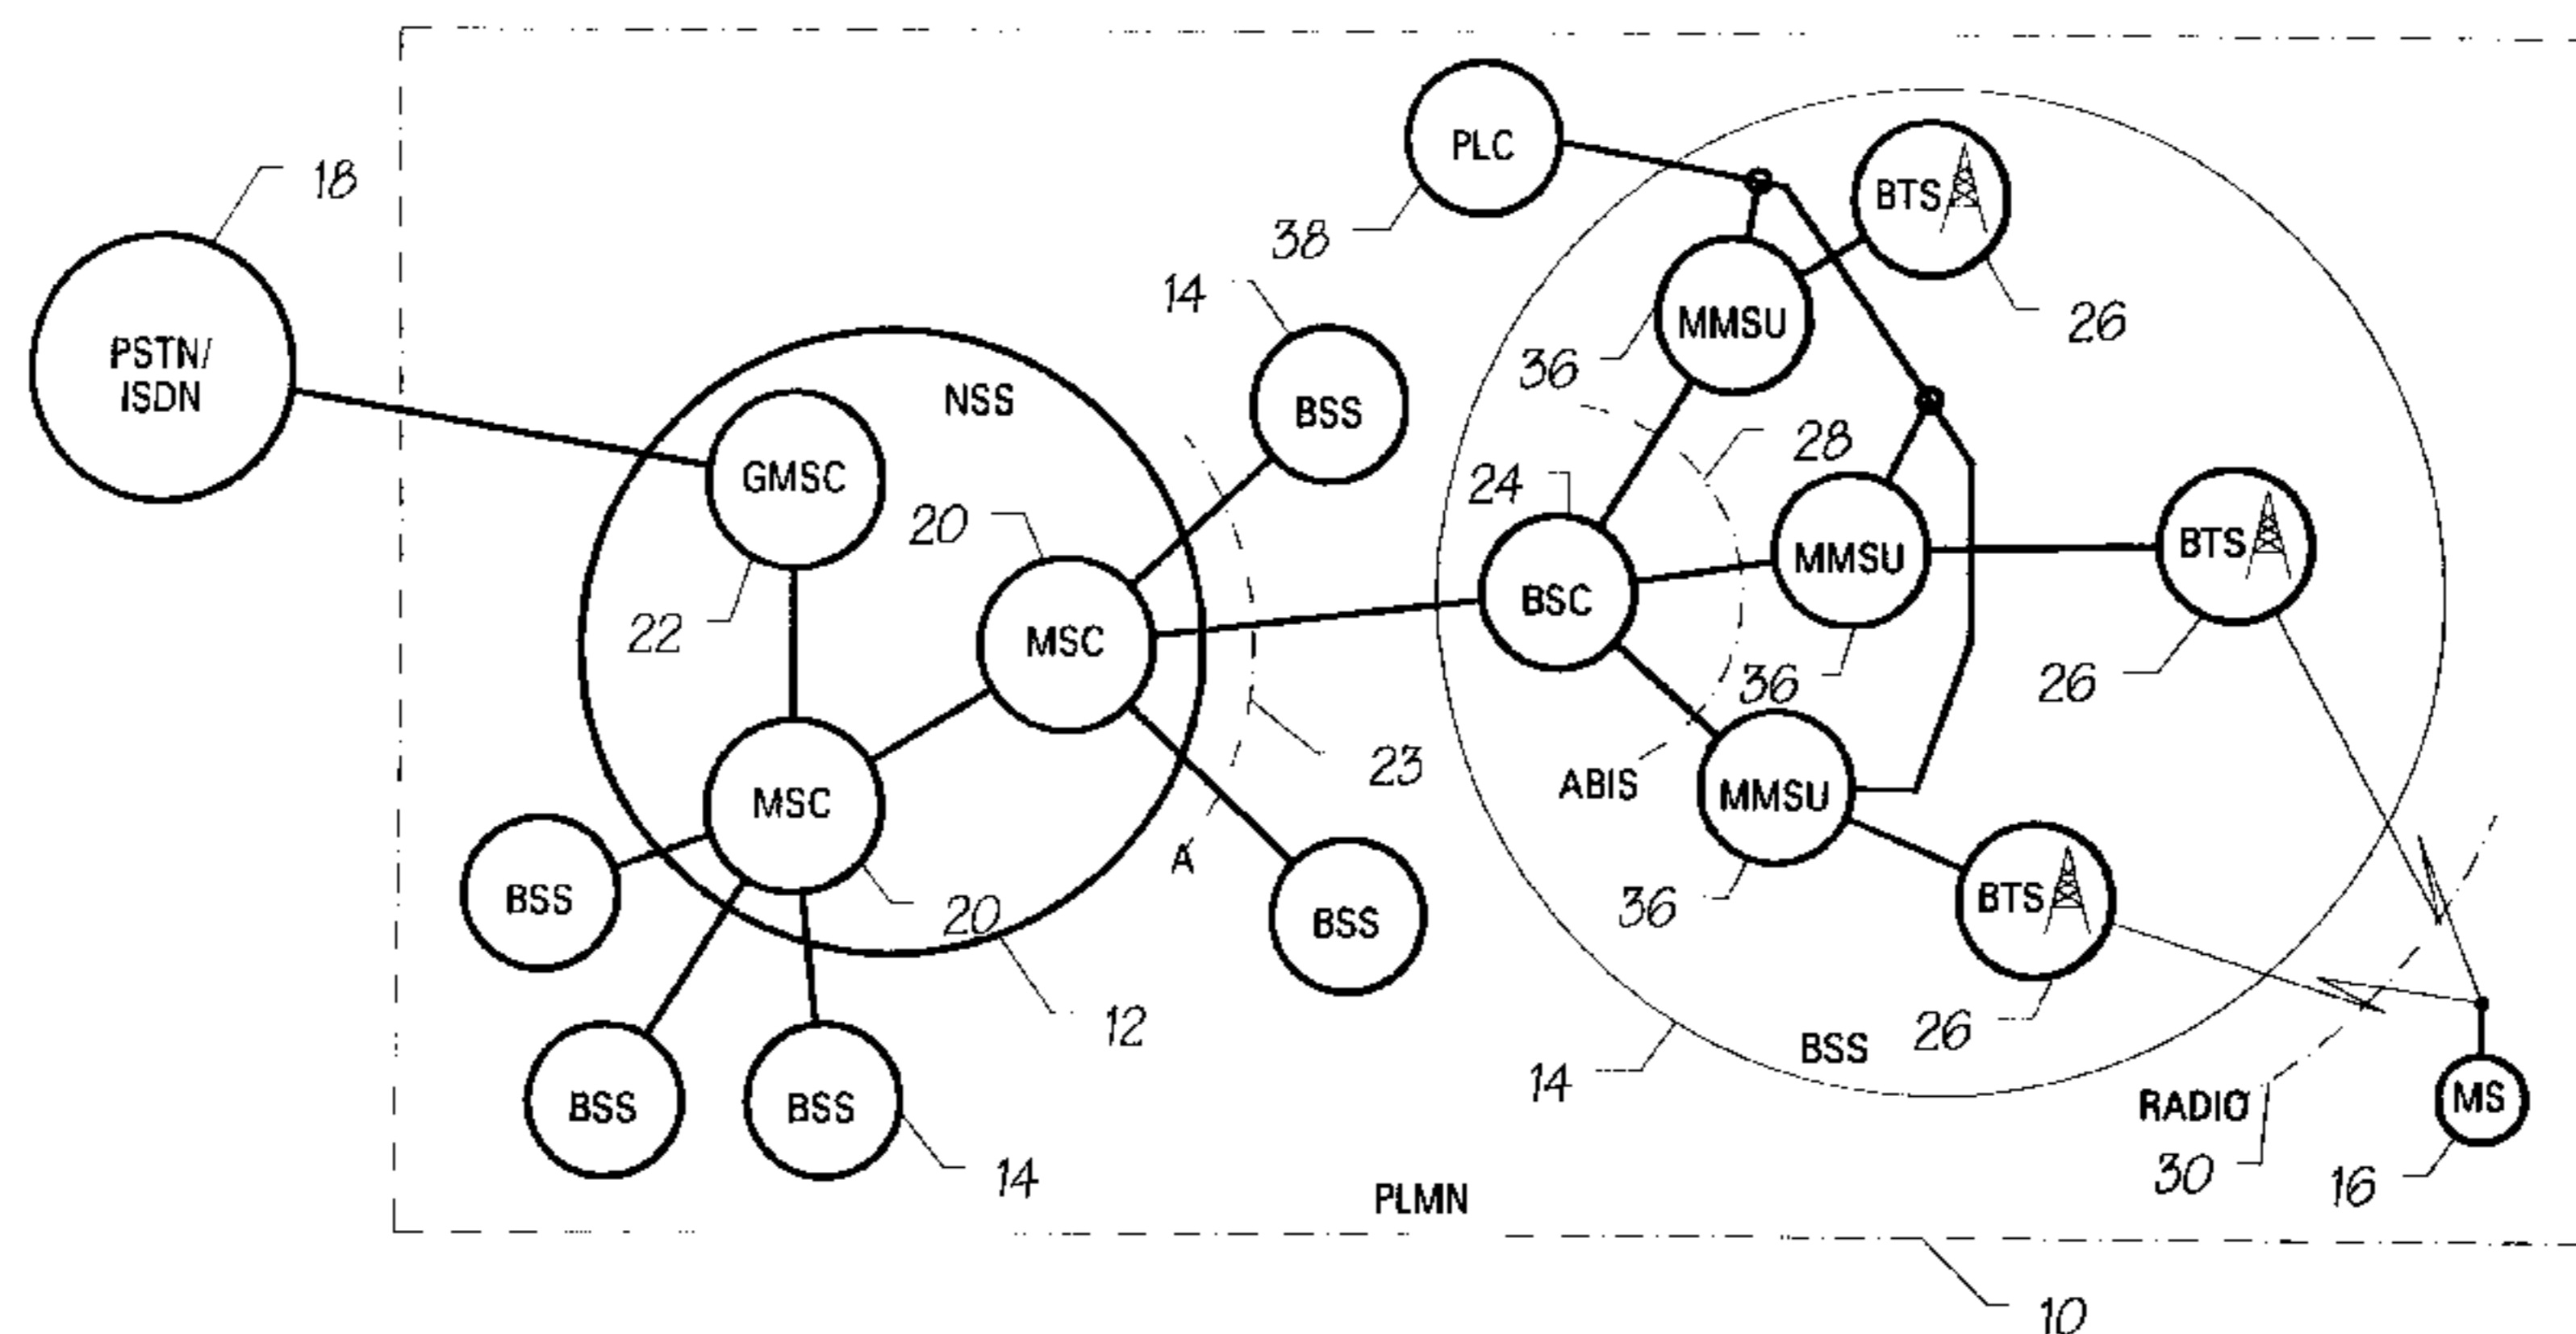 18
PSTN/
ISDN
PLC
38
BTS
26
MMSU
36
14
BSS
NSS
GMSC
22
20
MSC
28
24
BSC
MMSU
36
BTS
26
23
A
ABIS
MMSU
36
BTS
26
MSC
20
12
BSS
BSS
BSS
14
BSS
14
BSS
RADIO
30
MS
16
PLMN
10